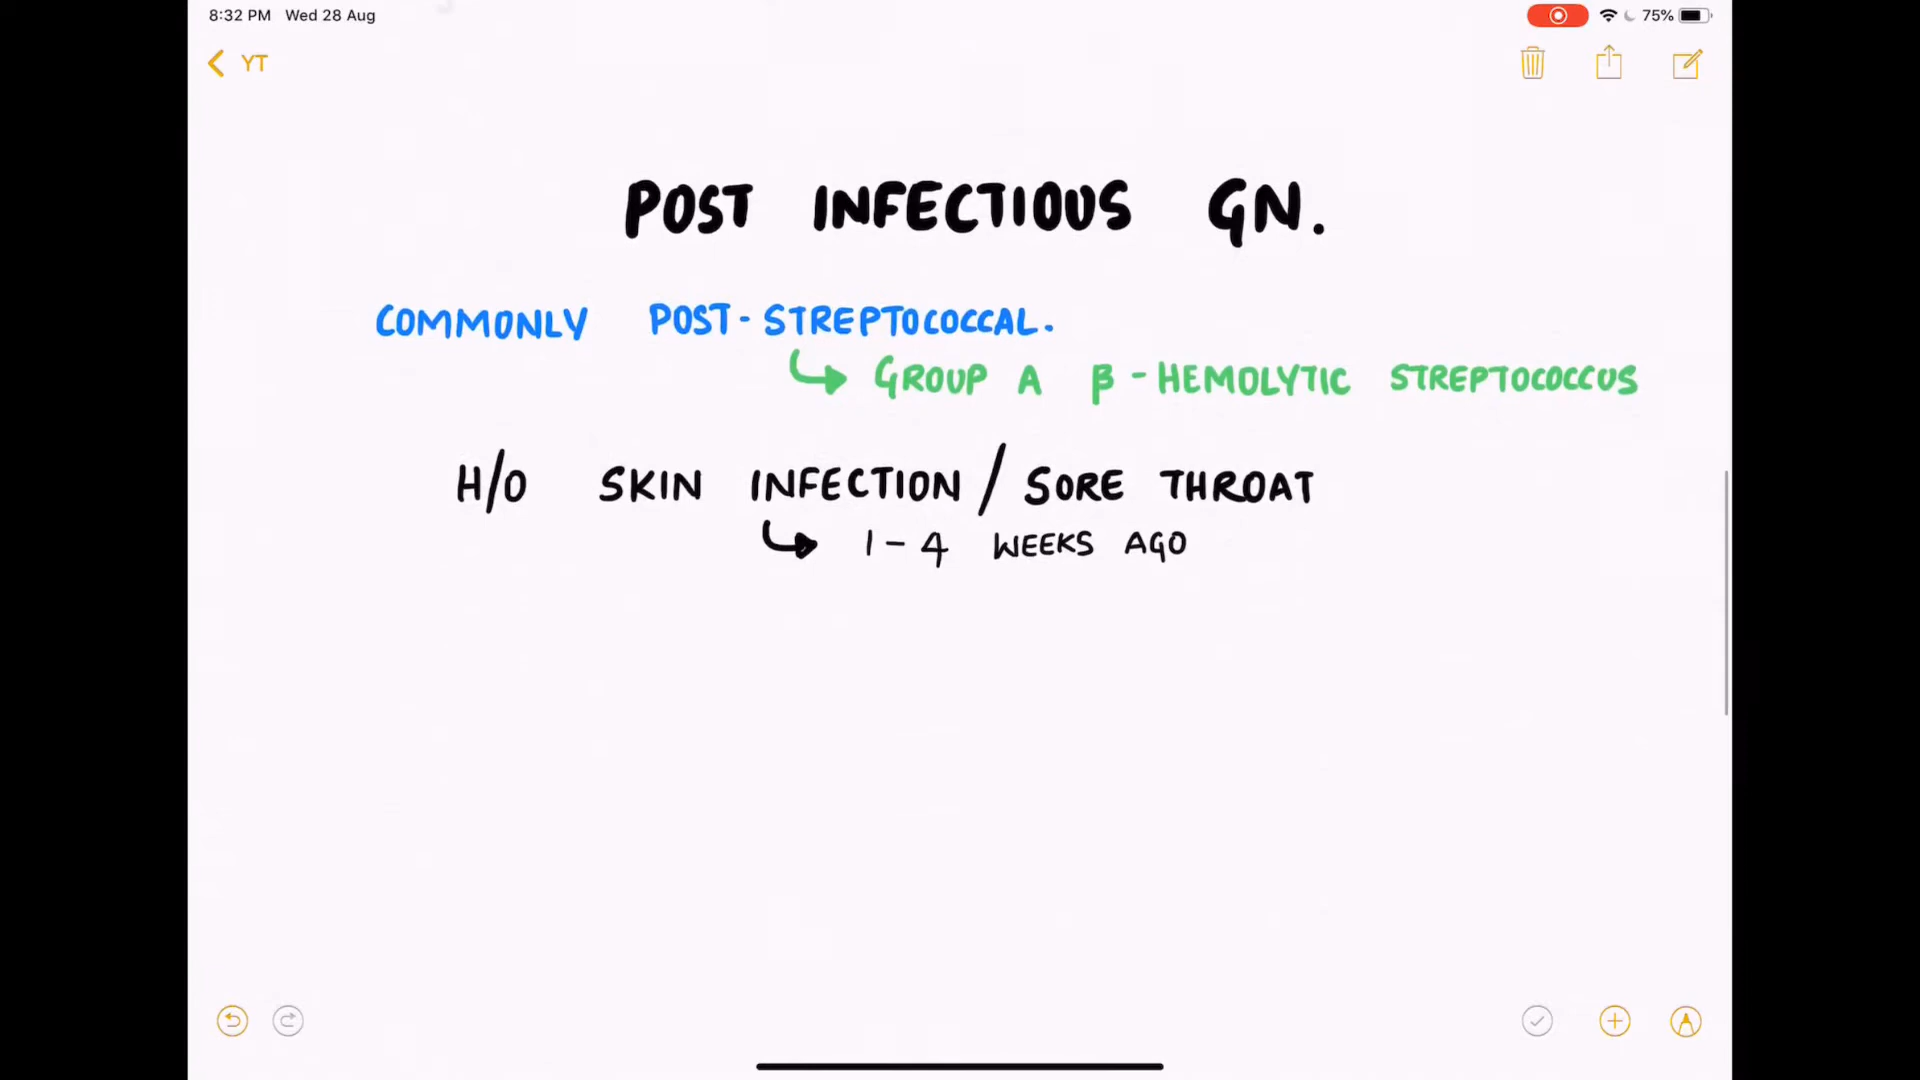 8:32 PM Wed 28 Aug 75%
YT
POST INFECTIOUS GN.
COMMONLY POST-STREPTOCOCCAL.
GROUP A β-HEMOLYTIC STREPTOCOCCUS
H/O SKIN INFECTION / SORE THROAT
1-4 WEEKS AGO